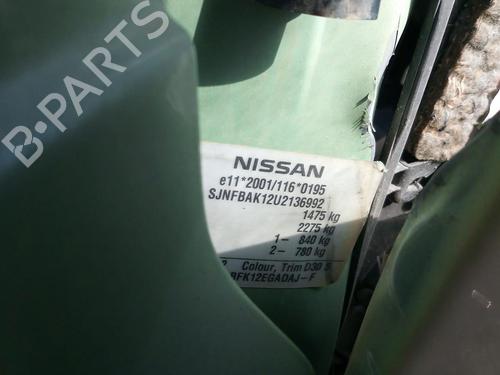 B-PARTS
NISSAN
e11*2001/116*0195
SJNFBAK12U2136992
1475 kg
2275 kg
1- 840 kg
2- 780 kg
Colour, Trim D30
BFK12EGADAJ-F